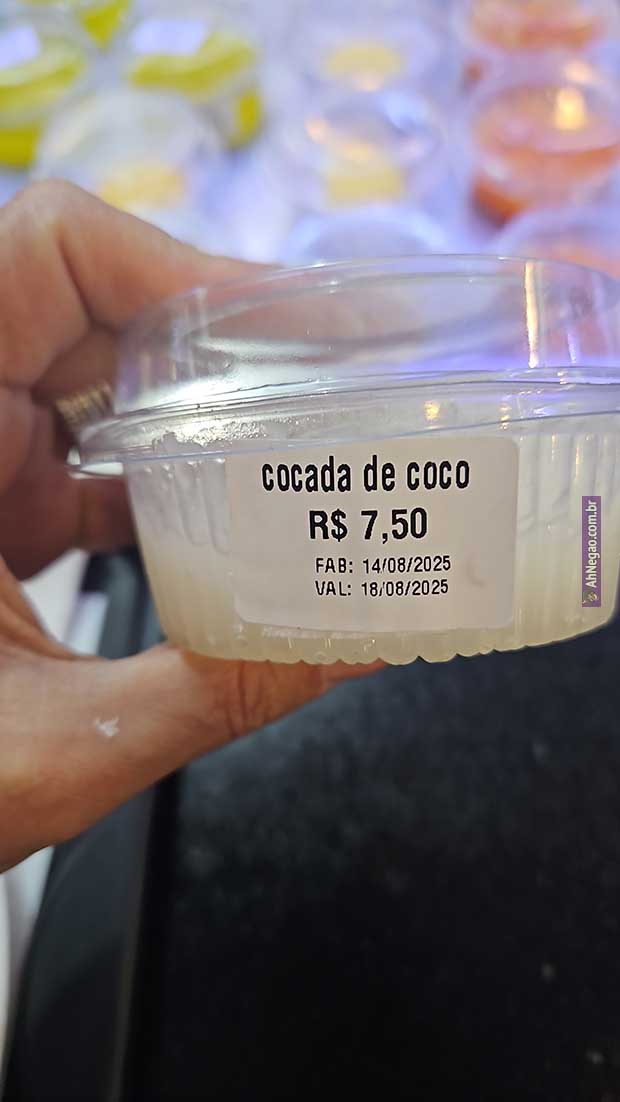 cocada de coco
R$ 7,50
FAB: 14/08/2025
VAL: 18/08/2025
AhNegao.com.br